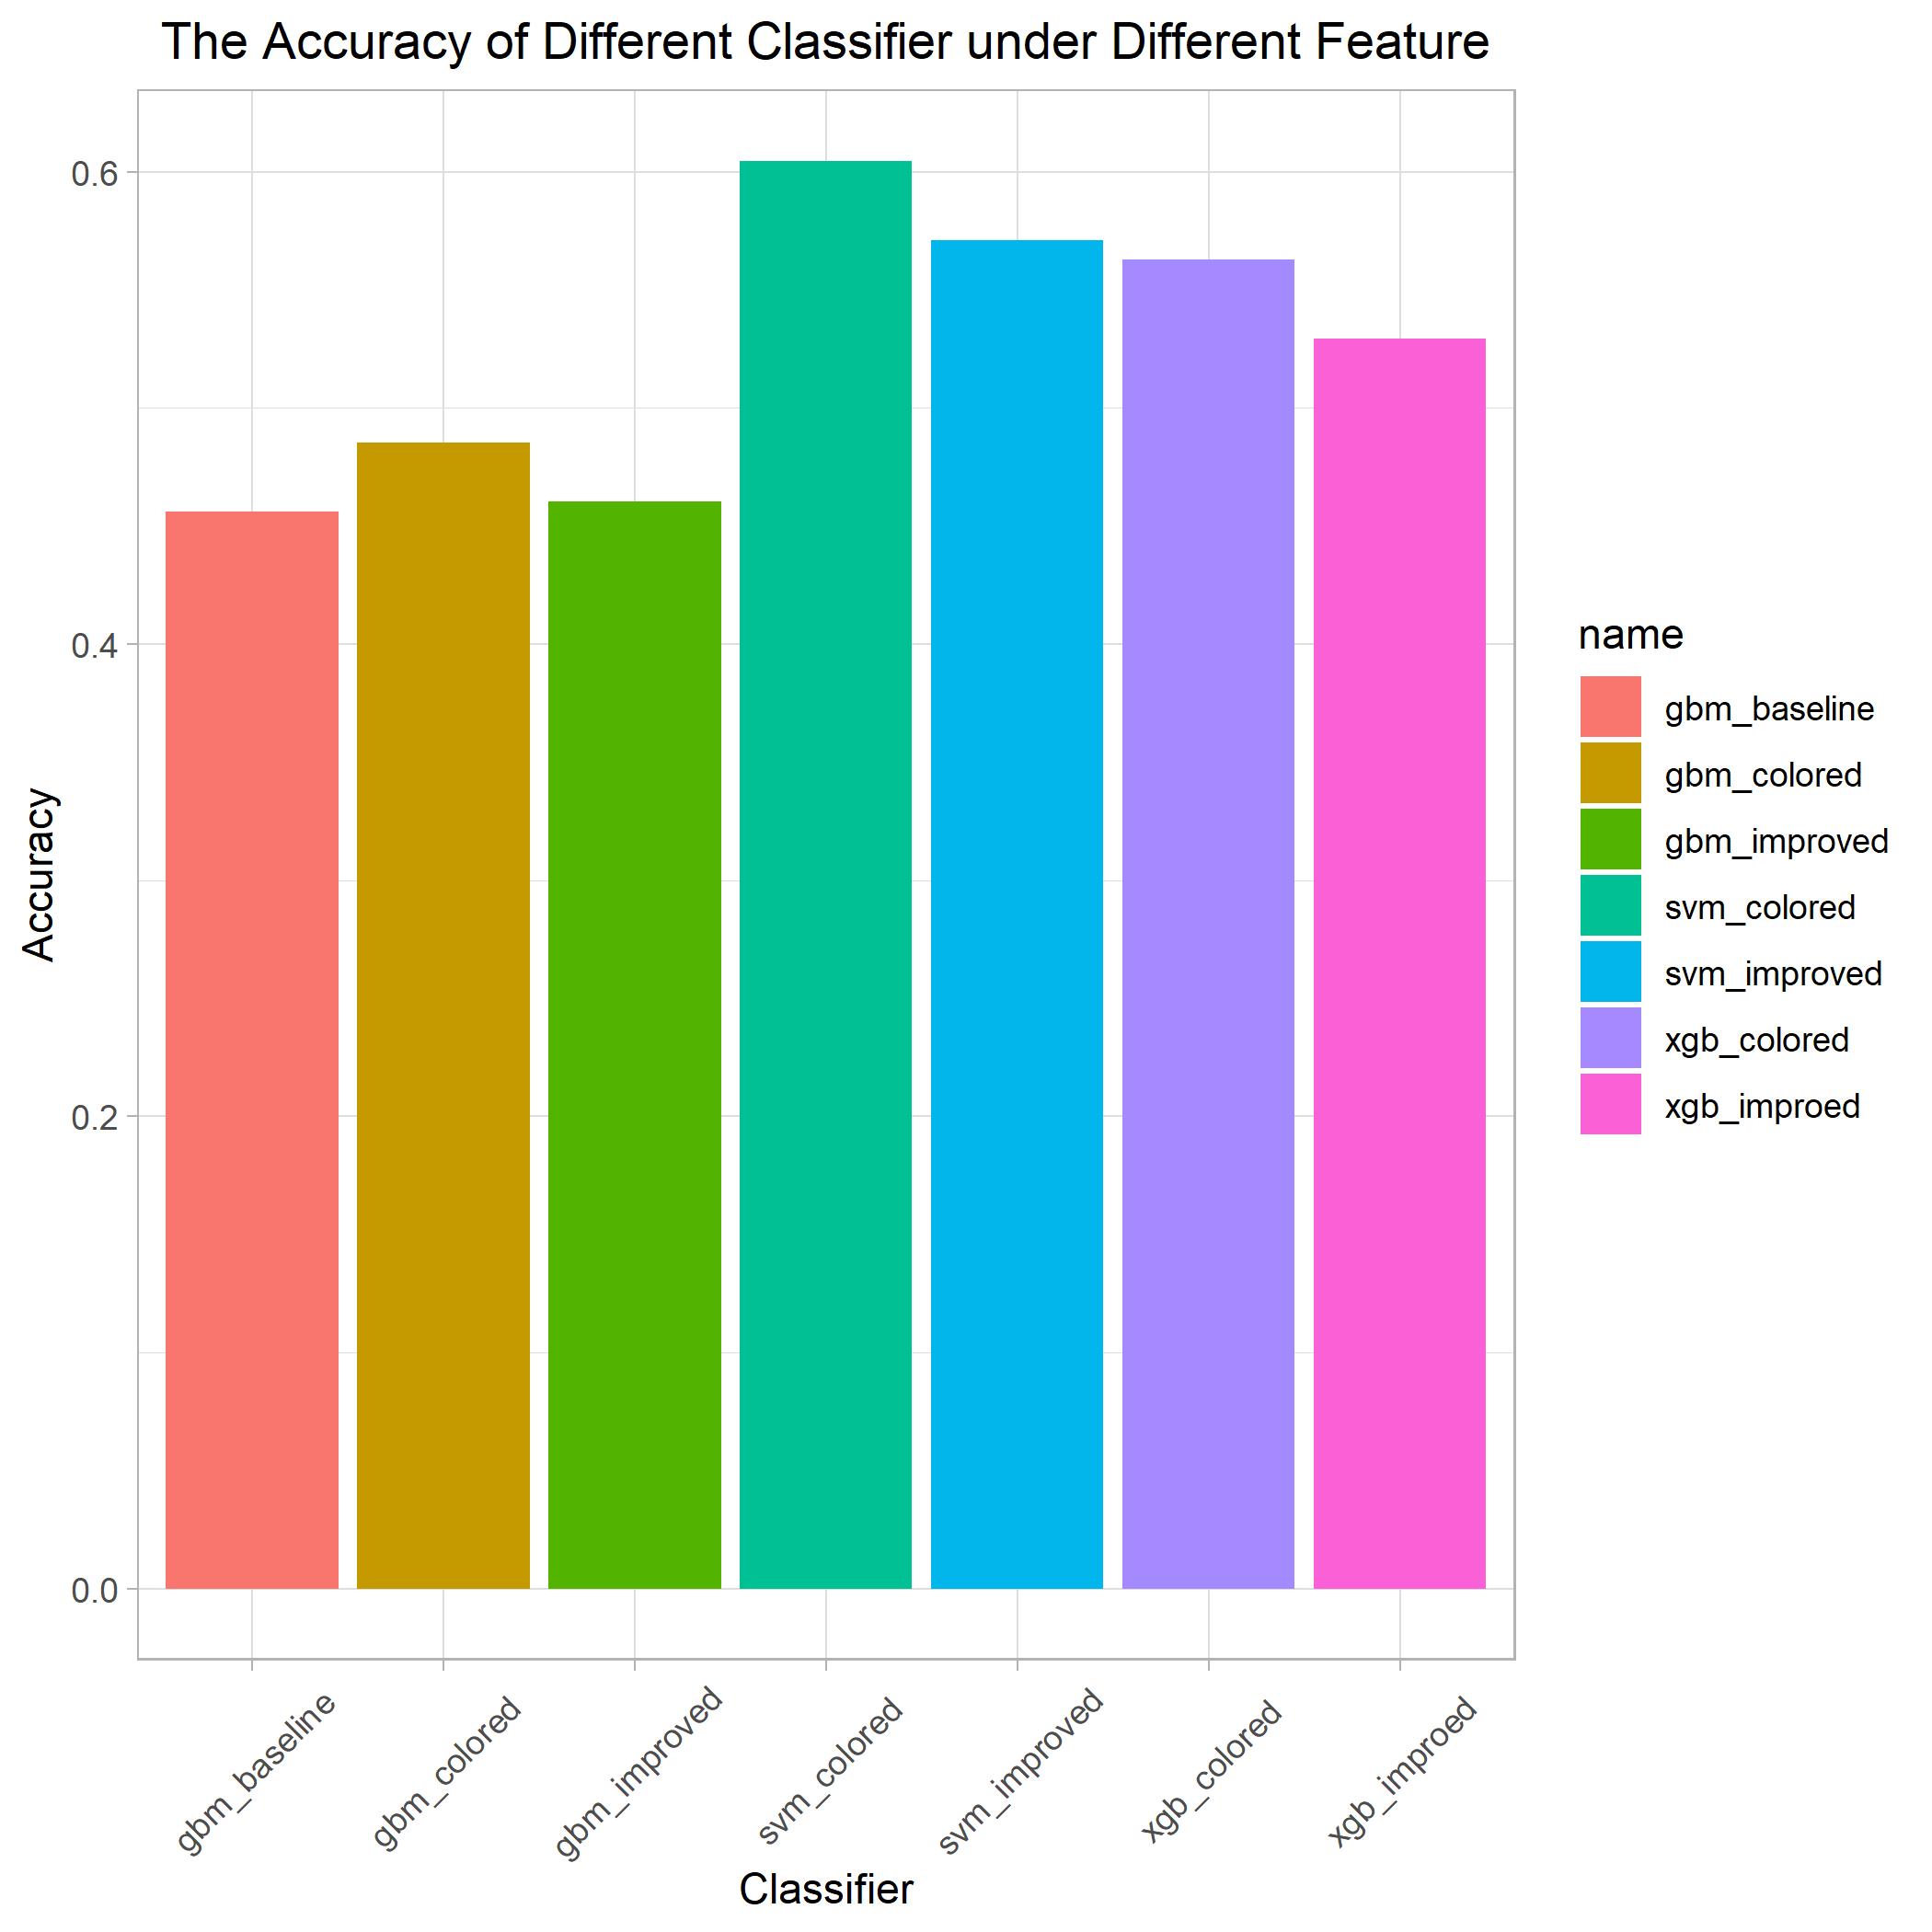 The Accuracy of Different Classifier under Different Feature
0.6
0.4
0.2
0.0
Accuracy
gbm_baseline
gbm_colored
gbm_improved
svm_colored
svm_improved
xgb_colored
xgb_improed
Classifier
name
gbm_baseline
gbm_colored
gbm_improved
svm_colored
svm_improved
xgb_colored
xgb_improed